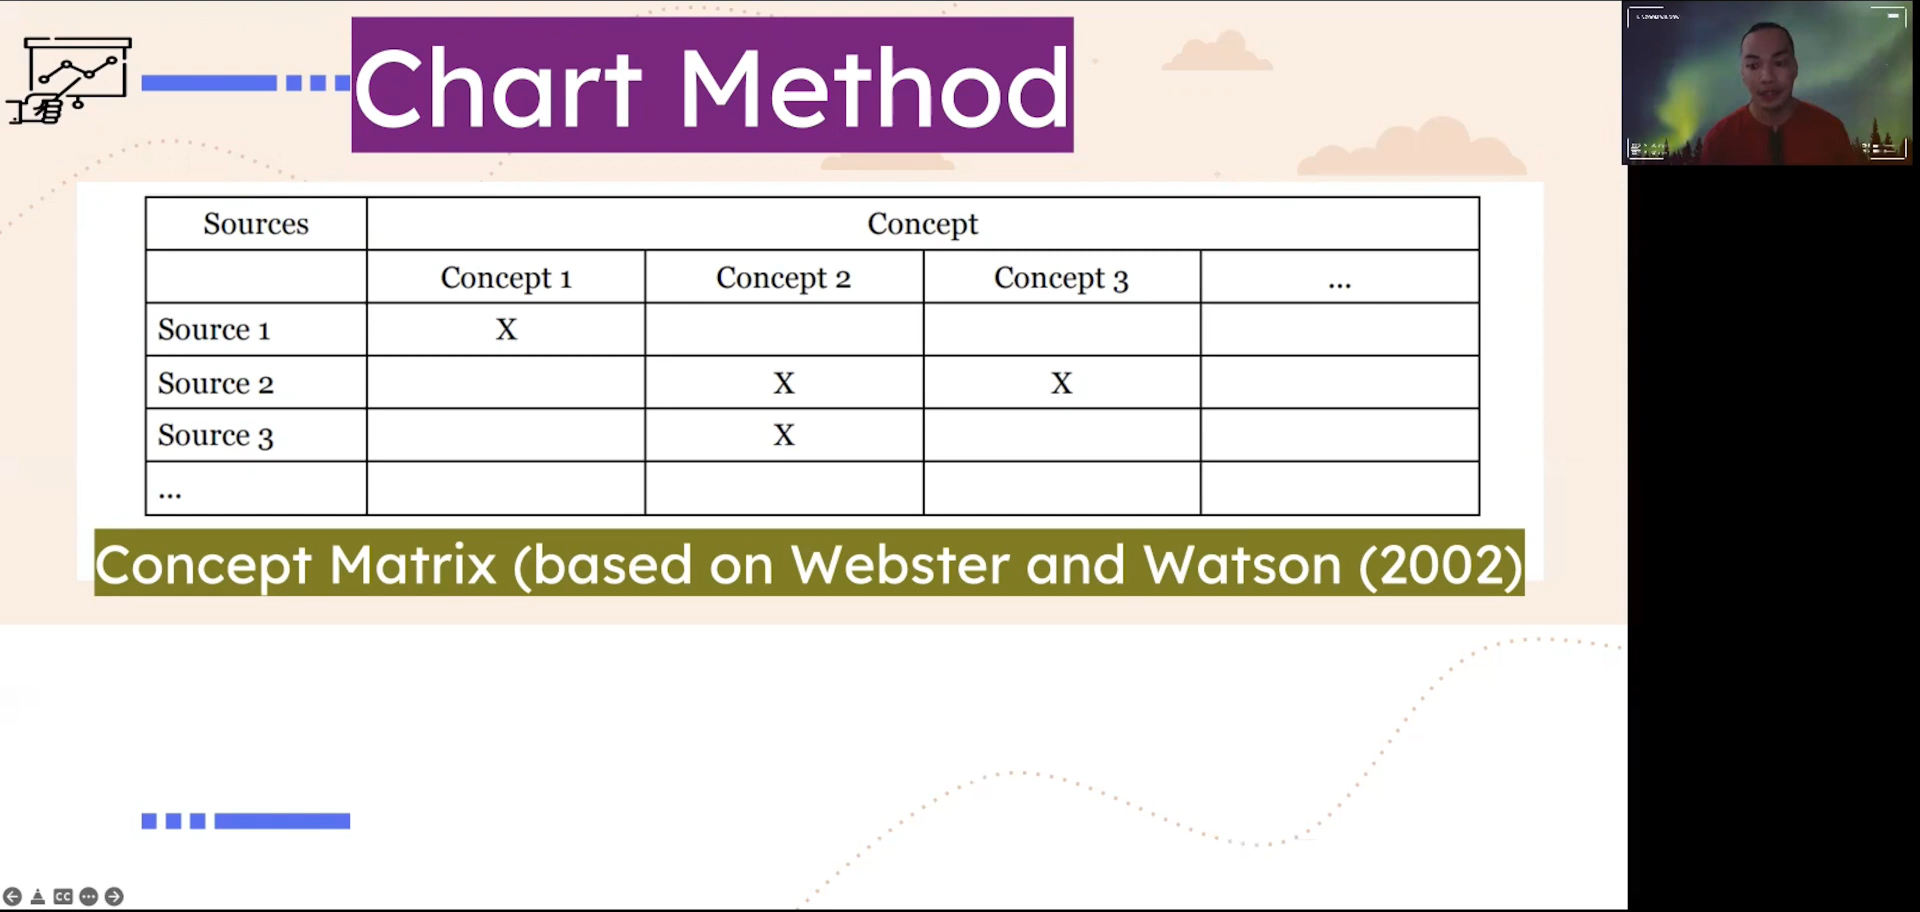 Chart Method
Sources Concept
Concept 1 Concept 2 Concept 3 ...
Source 1 X
Source 2 X X
Source 3 X
...
Concept Matrix (based on Webster and Watson (2002)
CC